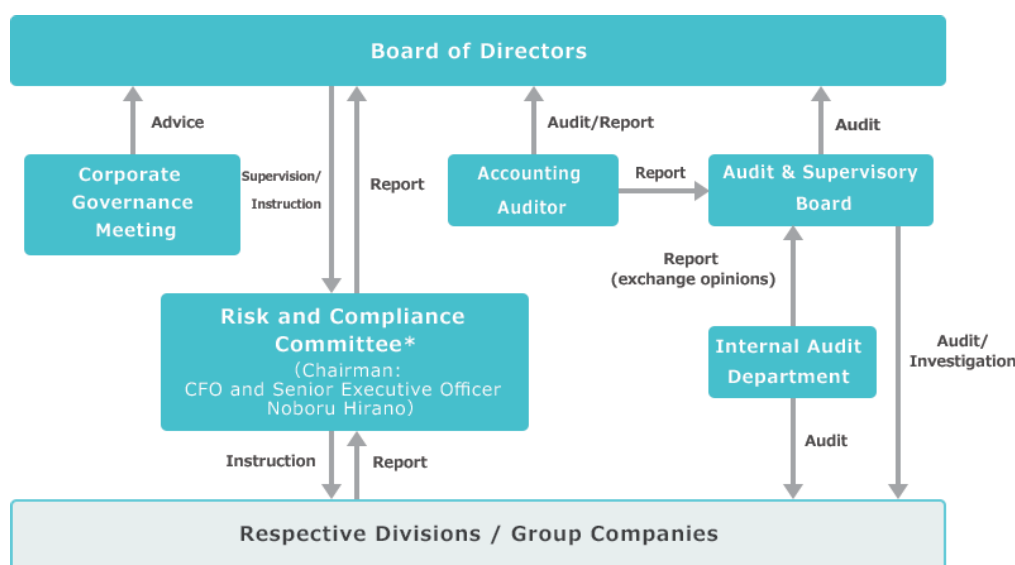 Board of Directors
Advice
Supervision/
Instruction
Report
Audit/Report
Audit
Corporate
Governance
Meeting
Accounting
Auditor
Report
Audit & Supervisory
Board
Report
(exchange opinions)
Risk and Compliance
Committee*
(Chairman:
CFO and Senior Executive Officer
Noboru Hirano)
Internal Audit
Department
Audit/
Investigation
Instruction
Report
Audit
Respective Divisions / Group Companies